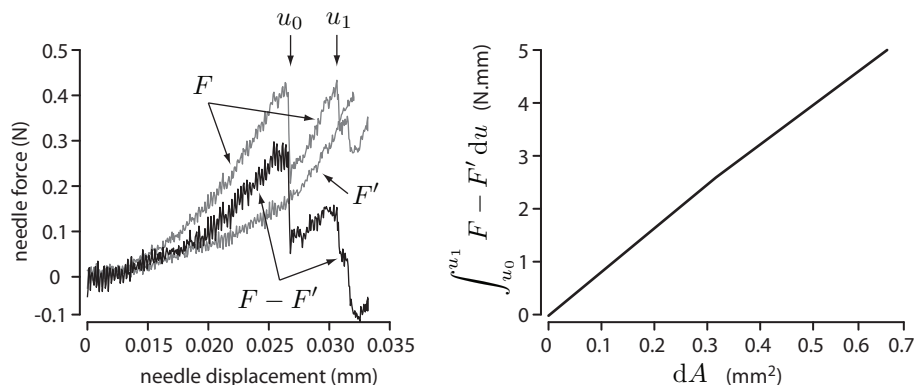 u₀ u₁
0.5
0.4
0.3
0.2
0.1
0
-0.1
needle force (N)
F
F′
F − F′
0 0.015 0.020 0.025 0.030 0.035
needle displacement (mm)
5
4
3
2
1
0
∫ᵤ₀ᵘ¹ F − F′ du (N.mm)
0 0.1 0.2 0.3 0.4 0.5 0.6 0.7
dA (mm²)